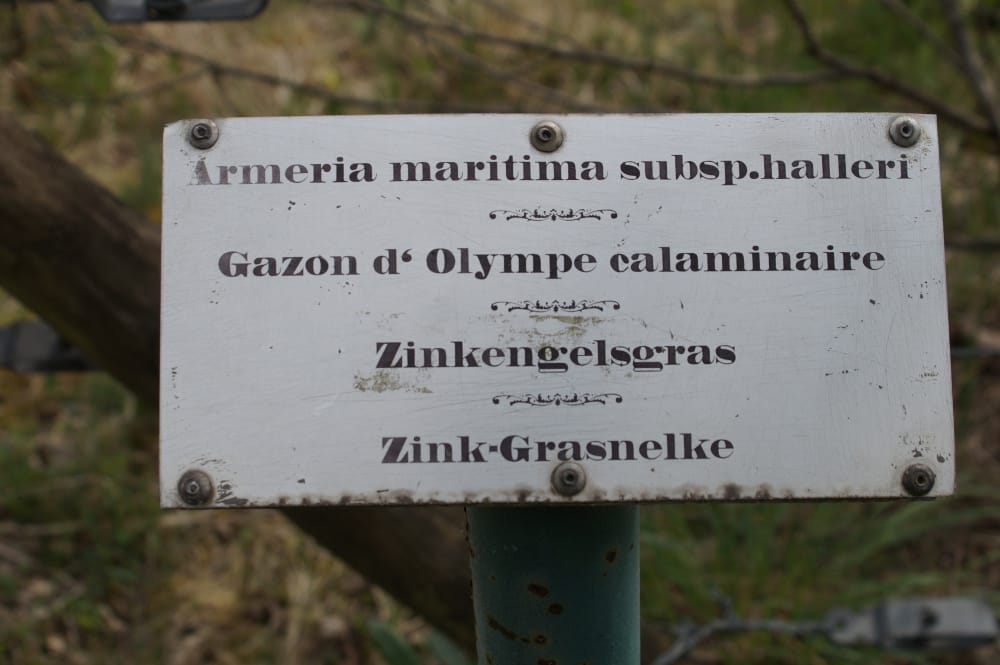 Armeria maritima subsp.halleri
Gazon d‘ Olympe calaminaire
Zinkengelsgras
Zink-Grasnelke